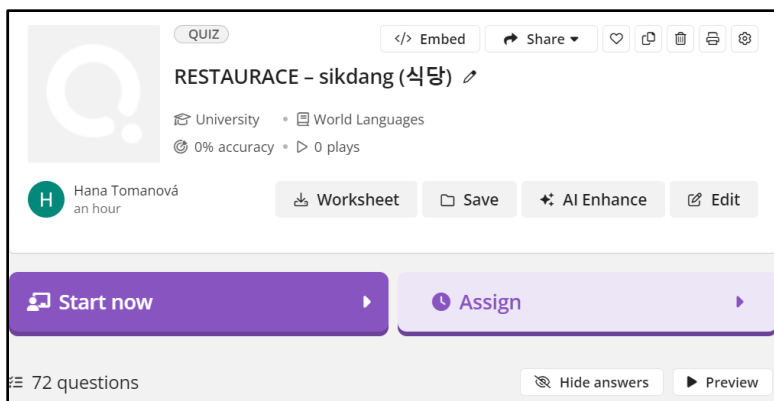 QUIZ
</> Embed
Share
RESTAURACE – sikdang (식당)
University • World Languages
0% accuracy • 0 plays
H
Hana Tomanová
an hour
Worksheet
Save
AI Enhance
Edit
Start now
Assign
72 questions
Hide answers
Preview